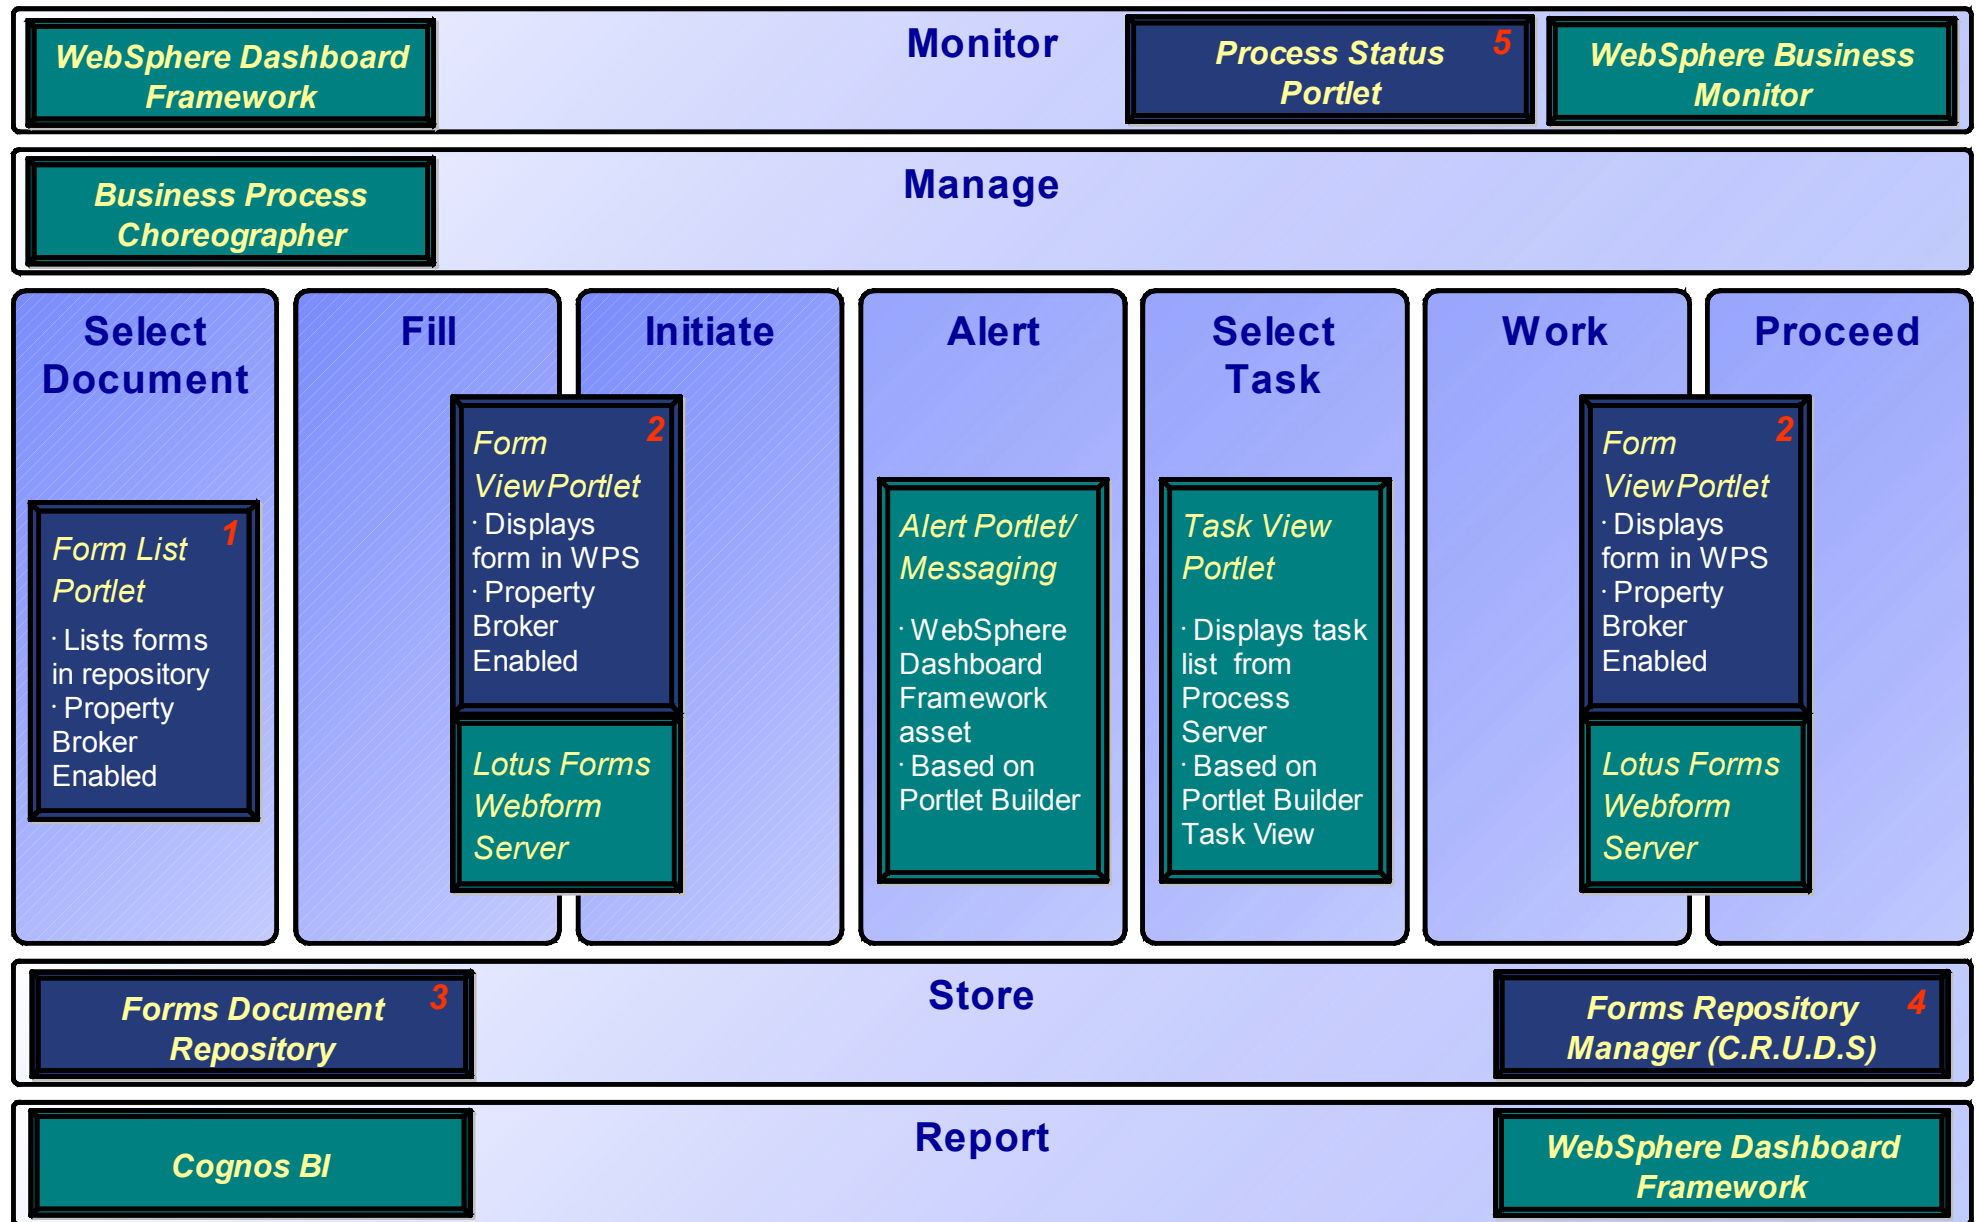 Monitor
WebSphere Dashboard
Framework
Process Status 5
Portlet
WebSphere Business
Monitor
Manage
Business Process
Choreographer
Select
Document
Form List 1
Portlet
· Lists forms
in repository
· Property
Broker
Enabled
Fill
Initiate
Form 2
View Portlet
· Displays
form in WPS
· Property
Broker
Enabled
Lotus Forms
Webform
Server
Alert
Alert Portlet/
Messaging
· WebSphere
Dashboard
Framework
asset
· Based on
Portlet Builder
Select
Task
Task View
Portlet
· Displays task
list from
Process
Server
· Based on
Portlet Builder
Task View
Work
Proceed
Form 2
View Portlet
· Displays
form in WPS
· Property
Broker
Enabled
Lotus Forms
Webform
Server
Store
Forms Document 3
Repository
Forms Repository 4
Manager (C.R.U.D.S)
Report
Cognos BI
WebSphere Dashboard
Framework